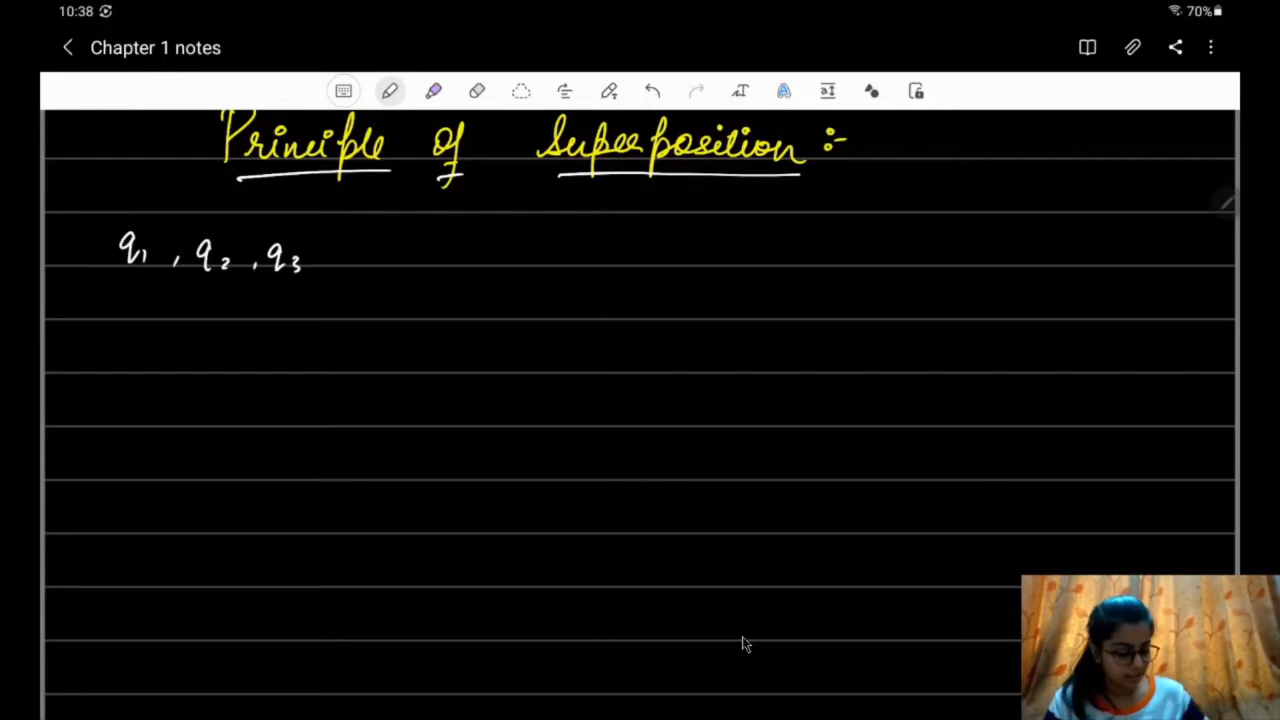 10:38 70%
Chapter 1 notes
Principle of Superposition :-
q1 , q2 , q3